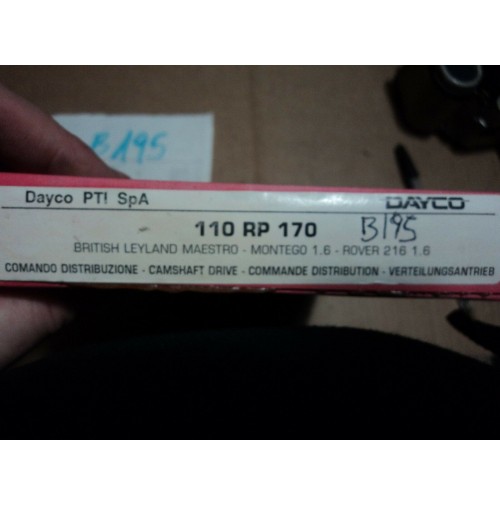 B195
Dayco PTI SpA DAYCO
110 RP 170 B195
BRITISH LEYLAND MAESTRO - MONTEGO 1.6 - ROVER 216 1.6
COMANDO DISTRIBUZIONE - CAMSHAFT DRIVE - COMMANDE DISTRIBUTION - VERTEILUNGSANTRIEB